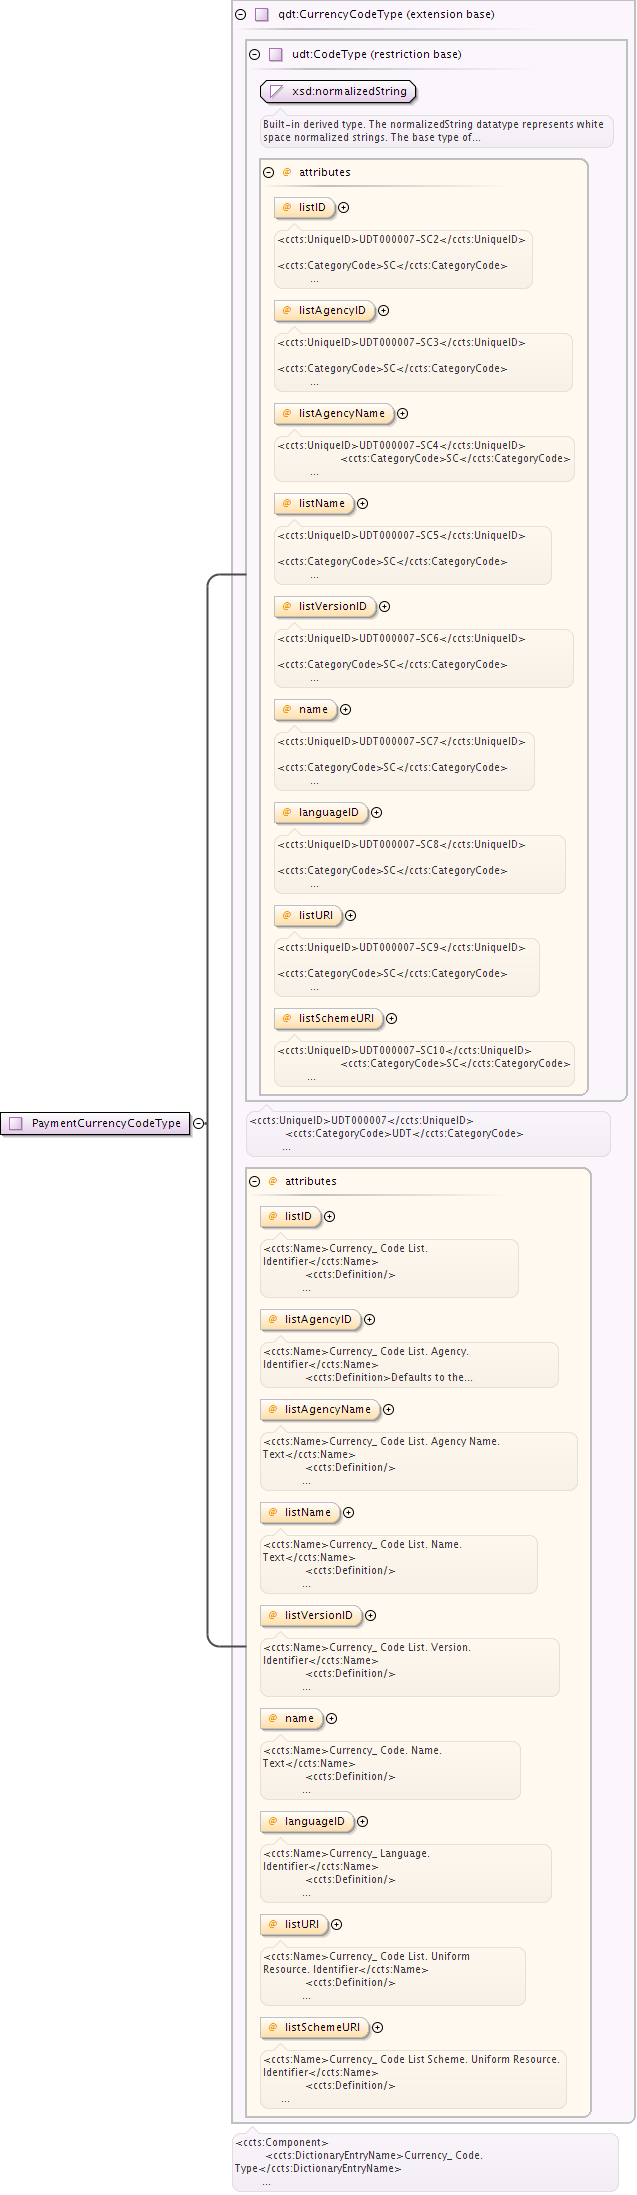 qdt:CurrencyCodeType (extension base)
udt:CodeType (restriction base)
xsd:normalizedString
Built-in derived type. The normalizedString datatype represents white
space normalized strings. The base type of...
@ attributes
@ listID
<ccts:UniqueID>UDT000007-SC2</ccts:UniqueID>
<ccts:CategoryCode>SC</ccts:CategoryCode>
...
@ listAgencyID
<ccts:UniqueID>UDT000007-SC3</ccts:UniqueID>
<ccts:CategoryCode>SC</ccts:CategoryCode>
...
@ listAgencyName
<ccts:UniqueID>UDT000007-SC4</ccts:UniqueID>
<ccts:CategoryCode>SC</ccts:CategoryCode>
...
@ listName
<ccts:UniqueID>UDT000007-SC5</ccts:UniqueID>
<ccts:CategoryCode>SC</ccts:CategoryCode>
...
@ listVersionID
<ccts:UniqueID>UDT000007-SC6</ccts:UniqueID>
<ccts:CategoryCode>SC</ccts:CategoryCode>
...
@ name
<ccts:UniqueID>UDT000007-SC7</ccts:UniqueID>
<ccts:CategoryCode>SC</ccts:CategoryCode>
...
@ languageID
<ccts:UniqueID>UDT000007-SC8</ccts:UniqueID>
<ccts:CategoryCode>SC</ccts:CategoryCode>
...
@ listURI
<ccts:UniqueID>UDT000007-SC9</ccts:UniqueID>
<ccts:CategoryCode>SC</ccts:CategoryCode>
...
@ listSchemeURI
<ccts:UniqueID>UDT000007-SC10</ccts:UniqueID>
<ccts:CategoryCode>SC</ccts:CategoryCode>
...
PaymentCurrencyCodeType
<ccts:UniqueID>UDT000007</ccts:UniqueID>
<ccts:CategoryCode>UDT</ccts:CategoryCode>
...
@ attributes
@ listID
<ccts:Name>Currency_ Code List.
Identifier</ccts:Name>
<ccts:Definition/>
...
@ listAgencyID
<ccts:Name>Currency_ Code List. Agency.
Identifier</ccts:Name>
<ccts:Definition>Defaults to the...
@ listAgencyName
<ccts:Name>Currency_ Code List. Agency Name.
Text</ccts:Name>
<ccts:Definition/>
...
@ listName
<ccts:Name>Currency_ Code List. Name.
Text</ccts:Name>
<ccts:Definition/>
...
@ listVersionID
<ccts:Name>Currency_ Code List. Version.
Identifier</ccts:Name>
<ccts:Definition/>
...
@ name
<ccts:Name>Currency_ Code. Name.
Text</ccts:Name>
<ccts:Definition/>
...
@ languageID
<ccts:Name>Currency_ Language.
Identifier</ccts:Name>
<ccts:Definition/>
...
@ listURI
<ccts:Name>Currency_ Code List. Uniform
Resource. Identifier</ccts:Name>
<ccts:Definition/>
...
@ listSchemeURI
<ccts:Name>Currency_ Code List Scheme. Uniform Resource.
Identifier</ccts:Name>
<ccts:Definition/>
...
<ccts:Component>
<ccts:DictionaryEntryName>Currency_ Code.
Type</ccts:DictionaryEntryName>
...